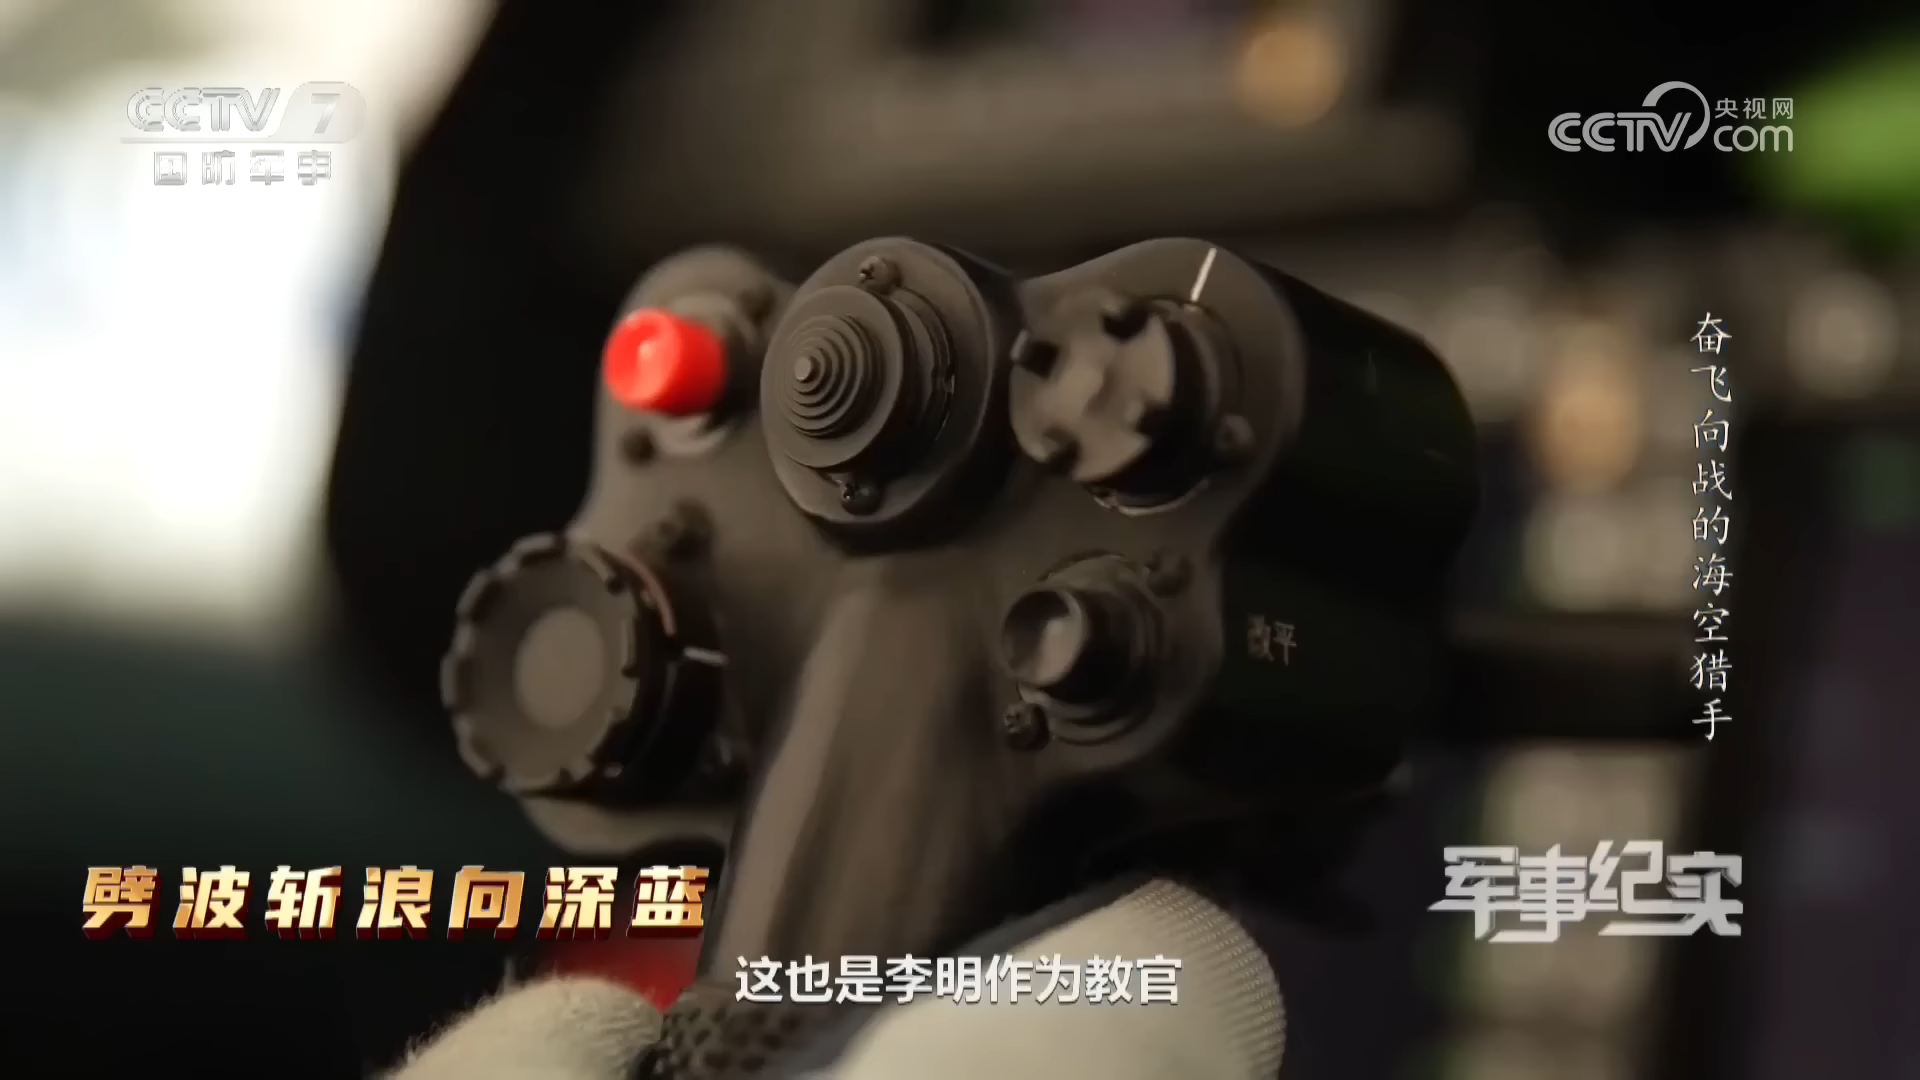 CCTV 7
国防军事
CCTV 央视网
com
奋飞向战的海空猎手
改平
军事纪实
劈波斩浪向深蓝
这也是李明作为教官